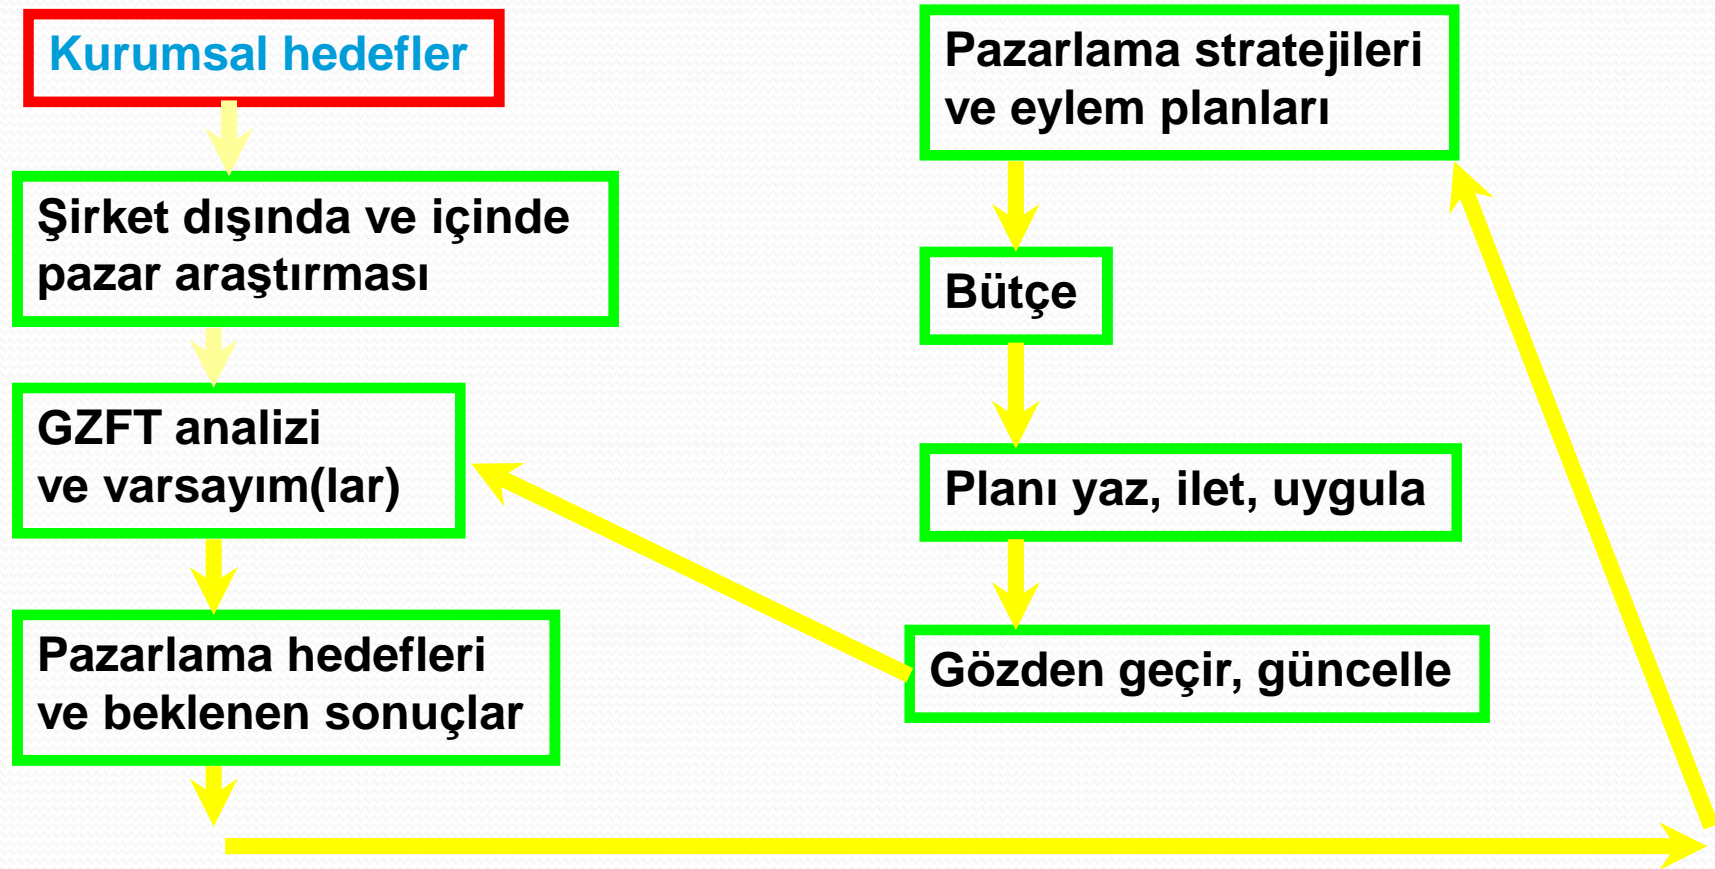 Kurumsal hedefler
Şirket dışında ve içinde
pazar araştırması
GZFT analizi
ve varsayım(lar)
Pazarlama hedefleri
ve beklenen sonuçlar
Pazarlama stratejileri
ve eylem planları
Bütçe
Planı yaz, ilet, uygula
Gözden geçir, güncelle